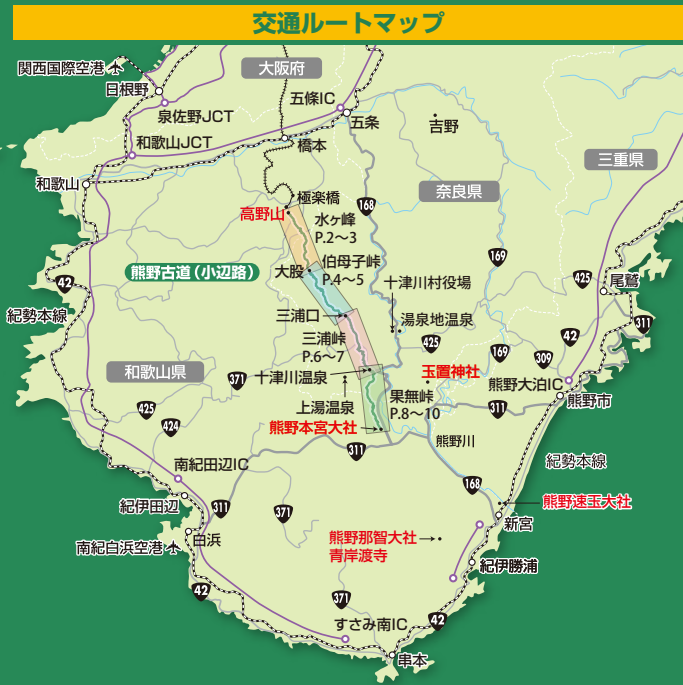 交通ルートマップ
関西国際空港
大阪府
日根野
五條IC
泉佐野JCT
五条
吉野
和歌山JCT
橋本
三重県
和歌山
極楽橋
奈良県
高野山
168
水ヶ峰
P.2～3
169
伯母子峠
P.4～5
熊野古道（小辺路）
大股
42
十津川村役場
425
尾鷲
紀勢本線
三浦口
湯泉地温泉
311
三浦峠
P.6～7
425
169
42
309
和歌山県
371
十津川温泉
玉置神社
熊野大泊IC
上湯温泉
果無峠
P.8～10
311
熊野市
425
424
熊野本宮大社
熊野川
311
紀勢本線
南紀田辺IC
168
紀伊田辺
311
371
熊野速玉大社
新宮
白浜
南紀白浜空港
熊野那智大社
青岸渡寺
紀伊勝浦
42
371
すさみ南IC
42
串本